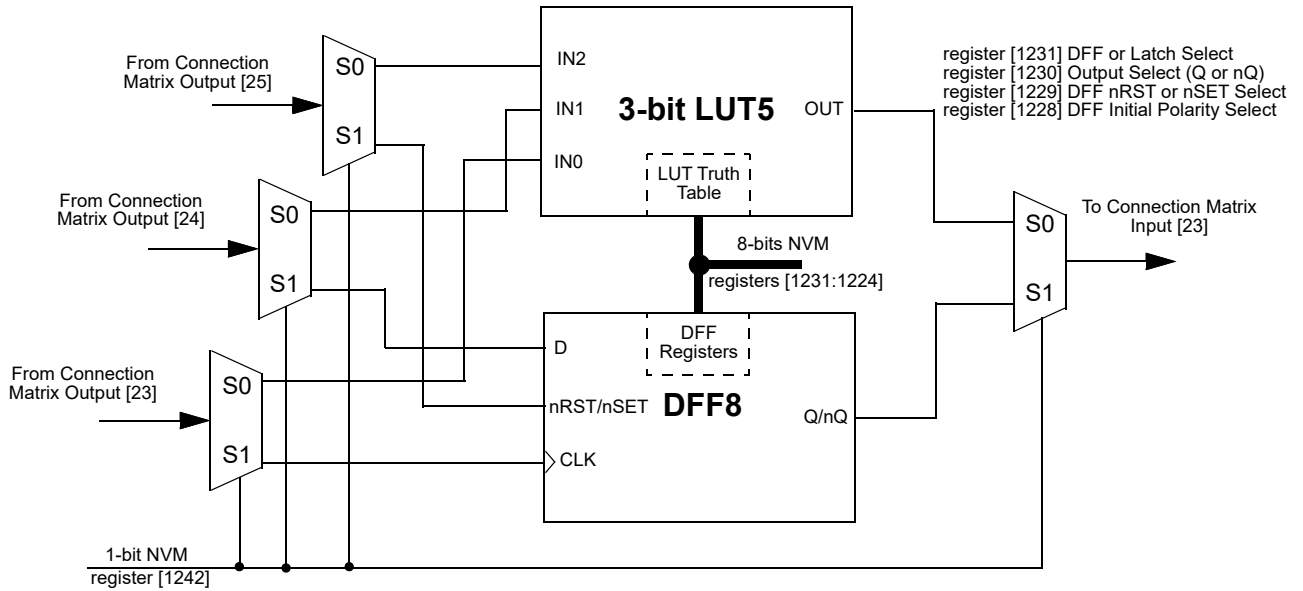 From Connection
Matrix Output [25]
S0
S1
IN2
IN1
IN0
3-bit LUT5
OUT
LUT Truth
Table
register [1231] DFF or Latch Select
register [1230] Output Select (Q or nQ)
register [1229] DFF nRST or nSET Select
register [1228] DFF Initial Polarity Select
From Connection
Matrix Output [24]
S0
S1
8-bits NVM
registers [1231:1224]
S0
S1
To Connection Matrix
Input [23]
From Connection
Matrix Output [23]
S0
S1
D
nRST/nSET
CLK
DFF
Registers
DFF8
Q/nQ
1-bit NVM
register [1242]